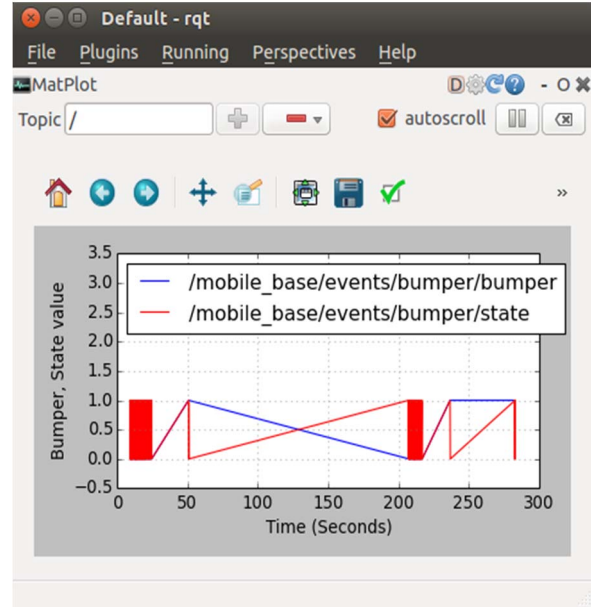 Default - rqt
File Plugins Running Perspectives Help
MatPlot D - O
Topic / autoscroll
»
3.5
3.0
2.5
2.0
1.5
1.0
0.5
0.0
−0.5
Bumper, State value
/mobile_base/events/bumper/bumper
/mobile_base/events/bumper/state
0 50 100 150 200 250 300
Time (Seconds)